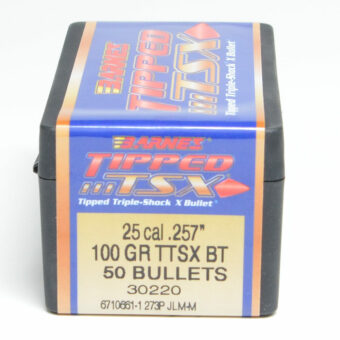 BARNES
TIPPED
TSX
Tipped Triple-Shock X Bullet
BARNES
TIPPED
TSX
Tipped Triple-Shock X Bullet
25 cal .257"
100 GR TTSX BT
50 BULLETS
30220
6710661-1 273P JLM-M